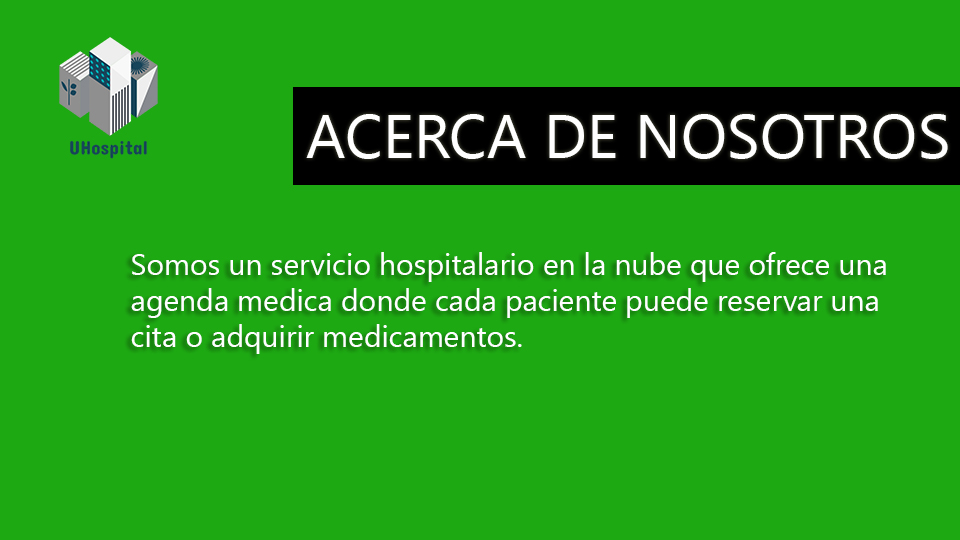 UHospital
ACERCA DE NOSOTROS
Somos un servicio hospitalario en la nube que ofrece una
agenda medica donde cada paciente puede reservar una
cita o adquirir medicamentos.